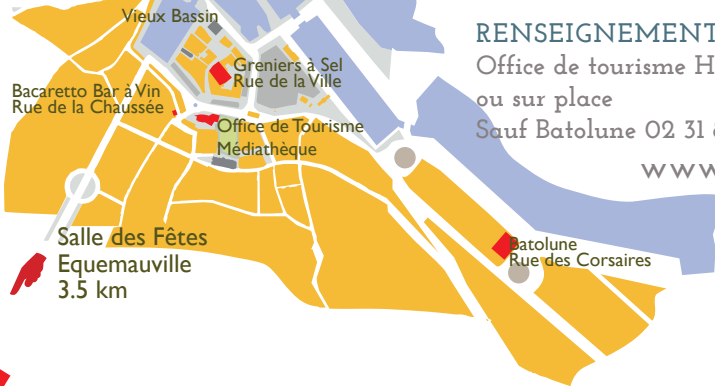 Vieux Bassin
Greniers à Sel
Rue de la Ville
Bacaretto Bar à Vin
Rue de la Chaussée
Office de Tourisme
Médiathèque
Salle des Fêtes
Equemauville
3.5 km
Batolune
Rue des Corsaires
RENSEIGNEMENT
Office de tourisme H
ou sur place
Sauf Batolune 02 31
www